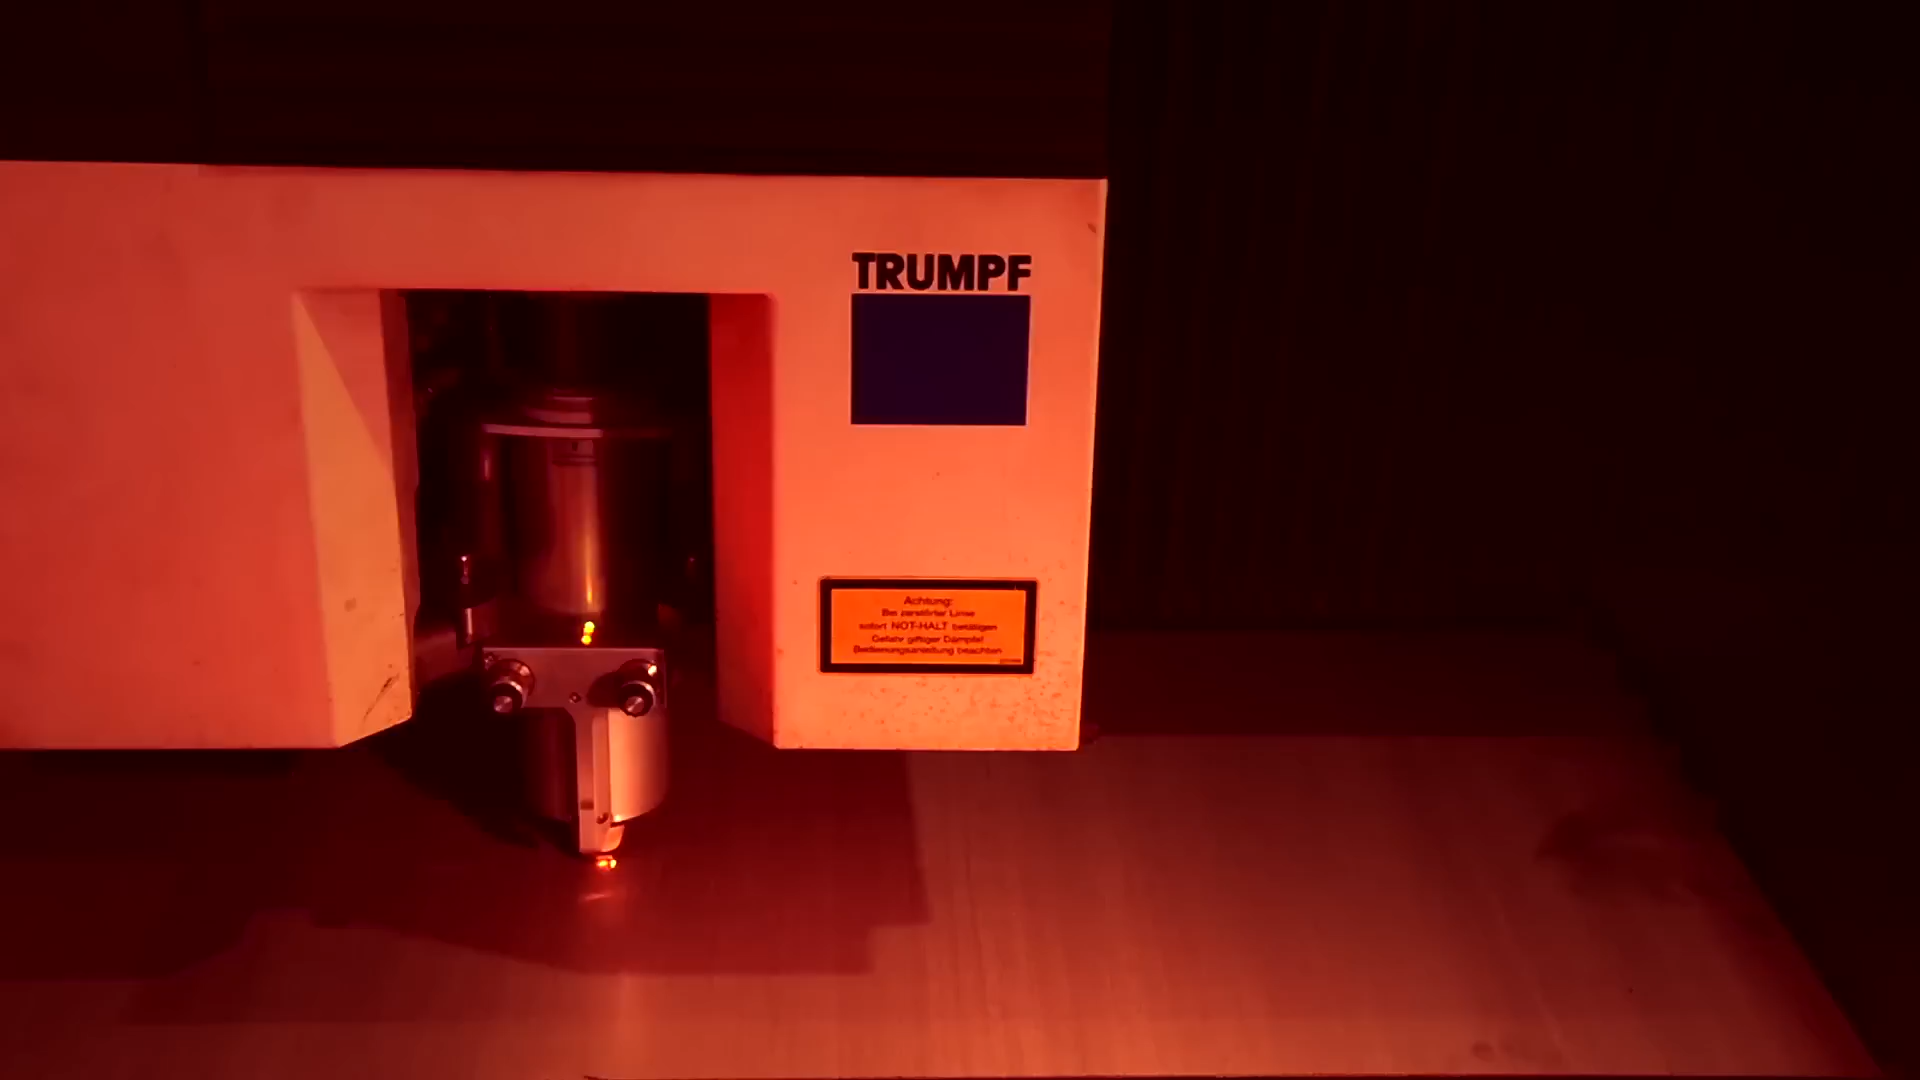 TRUMPF
Achtung:
Bei zerstörter Linse
sofort NOT-HALT betätigen
Gefahr giftiger Dämpfe!
Bedienungsanleitung beachten